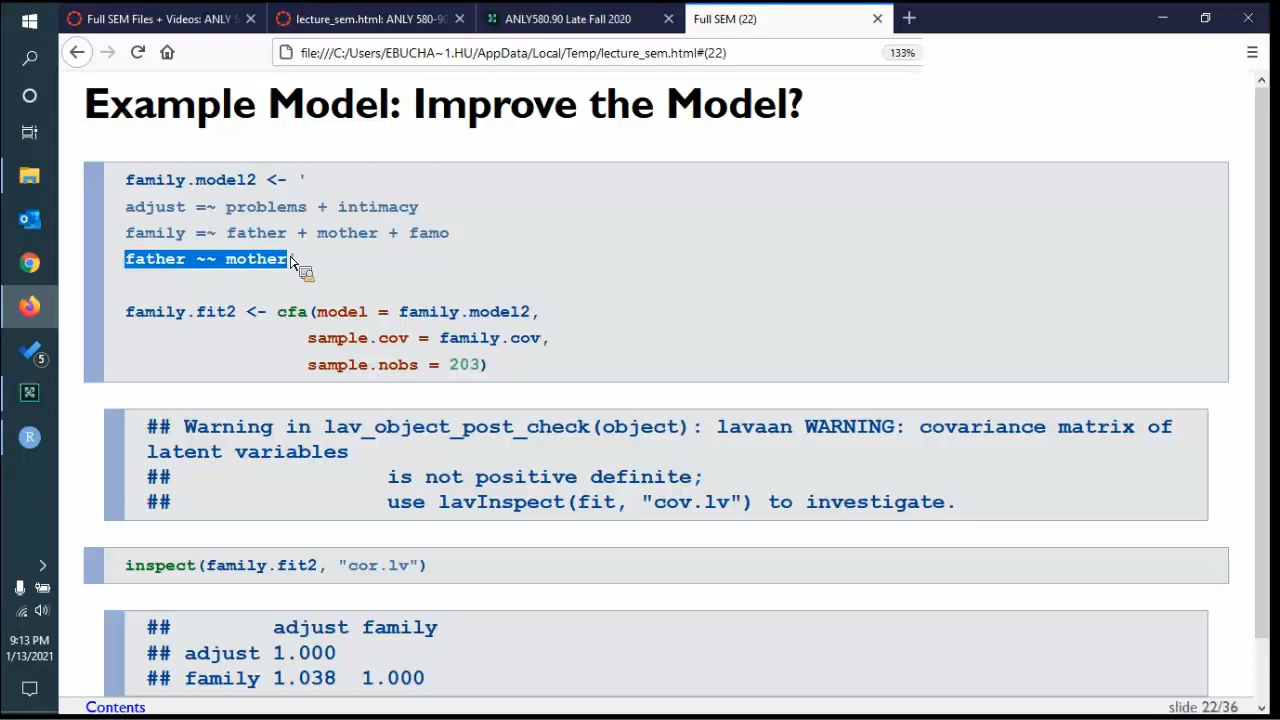 Full SEM Files + Videos: ANLY 5
lecture_sem.html: ANLY 580-90
ANLY580.90 Late Fall 2020
Full SEM (22)
file:///C:/Users/EBUCHA~1.HU/AppData/Local/Temp/lecture_sem.html#(22)
133%
Example Model: Improve the Model?
family.model2 <- '
adjust =~ problems + intimacy
family =~ father + mother + famo
father ~~ mother
family.fit2 <- cfa(model = family.model2,
sample.cov = family.cov,
sample.nobs = 203)
## Warning in lav_object_post_check(object): lavaan WARNING: covariance matrix of
latent variables
## is not positive definite;
## use lavInspect(fit, "cov.lv") to investigate.
inspect(family.fit2, "cor.lv")
## adjust family
## adjust 1.000
## family 1.038 1.000
Contents
slide 22/36
5
R
9:13 PM
1/13/2021